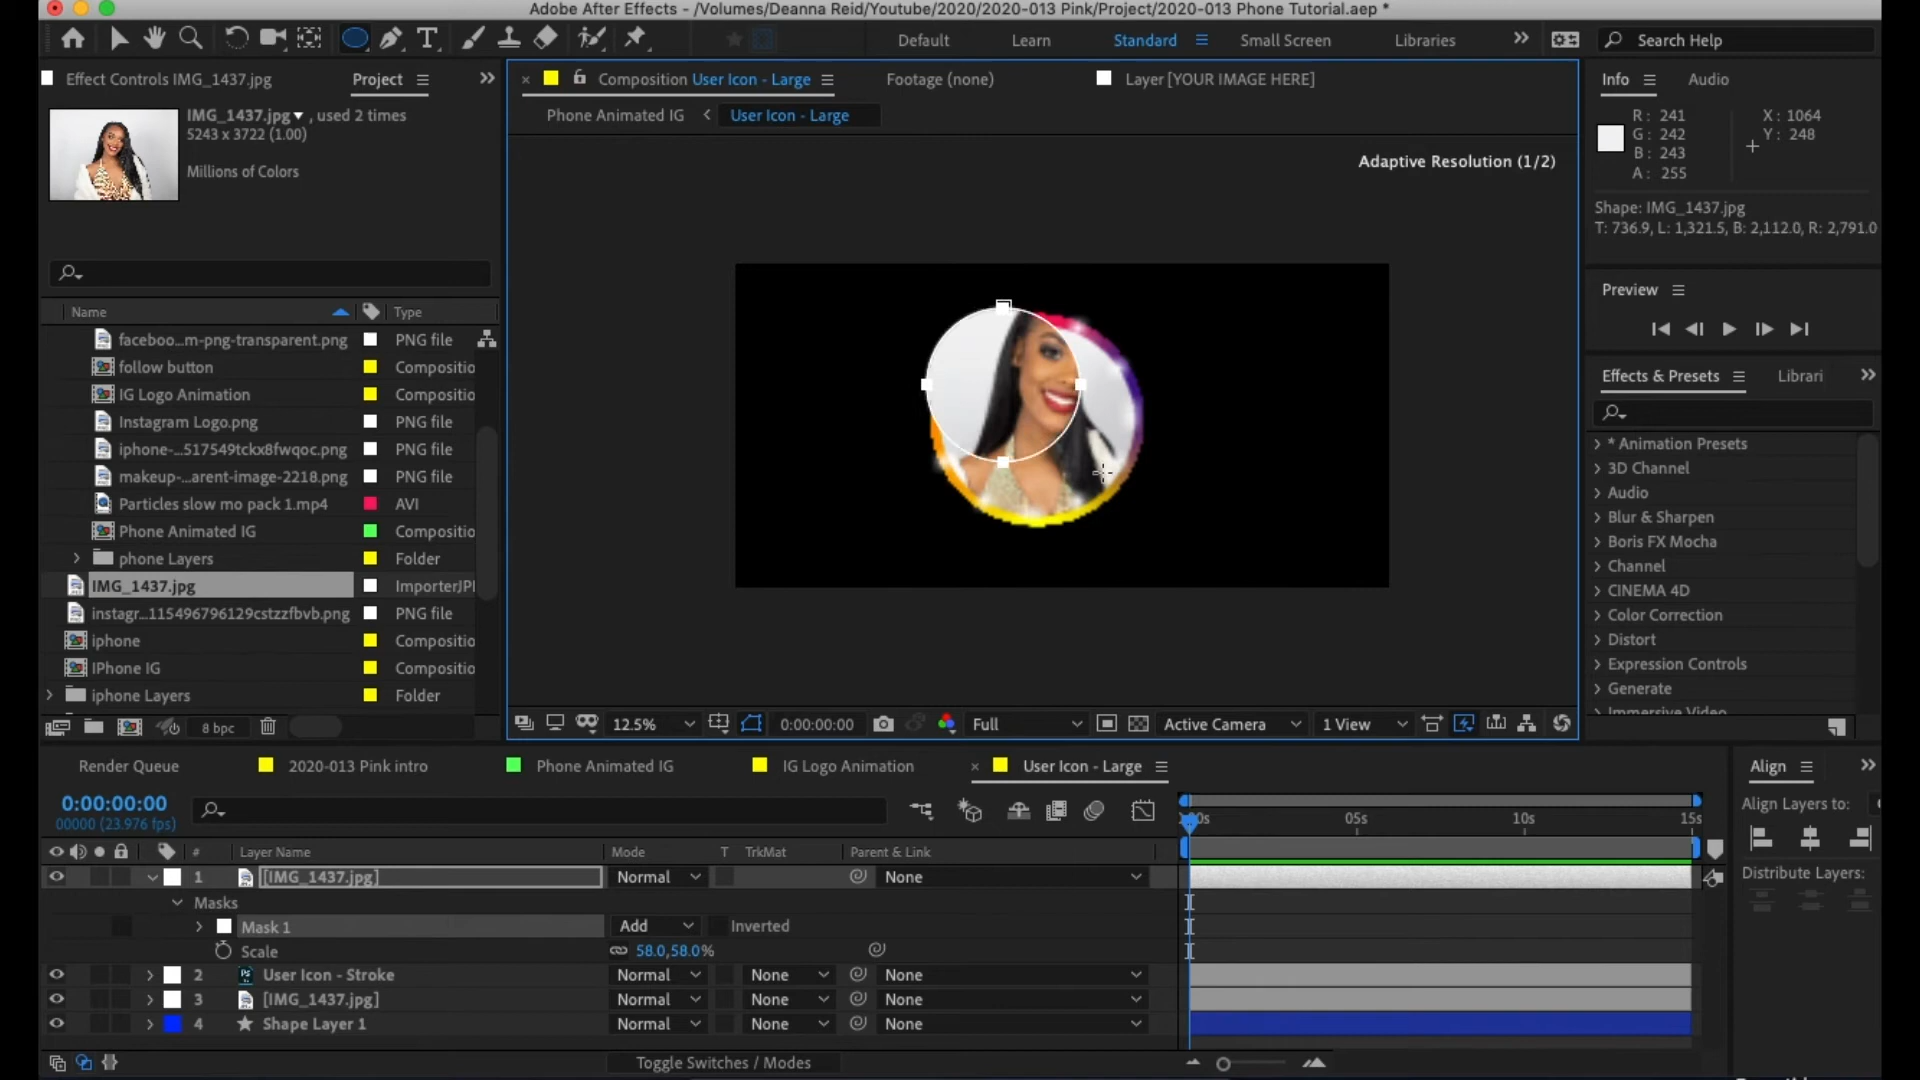 Adobe After Effects - /Volumes/Deanna Reid/Youtube/2020/2020-013 Pink/Project/2020-013 Phone Tutorial.aep *
Default
Learn
Standard
Small Screen
Libraries
Search Help
Effect Controls IMG_1437.jpg
Project
Composition User Icon - Large
Footage (none)
Layer [YOUR IMAGE HERE]
Info
Audio
IMG_1437.jpg, used 2 times
5243 x 3722 (1.00)
Millions of Colors
Phone Animated IG
User Icon - Large
R: 241
G: 242
B: 243
A: 255
X: 1064
Y: 248
Adaptive Resolution (1/2)
Shape: IMG_1437.jpg
T: 736.9, L: 1,321.5, B: 2,112.0, R: 2,791.0
Preview
Name
Type
faceboo...m-png-transparent.png PNG file
follow button Compositio
IG Logo Animation Compositio
Instagram Logo.png PNG file
iphone-...517549tckx8fwqoc.png PNG file
makeup-...arent-image-2218.png PNG file
Particles slow mo pack 1.mp4 AVI
Phone Animated IG Compositio
phone Layers Folder
IMG_1437.jpg ImporterJPI
instagr...115496796129cstzzfbvb.png PNG file
iphone Compositio
IPhone IG Compositio
iphone Layers Folder
8 bpc
Effects & Presets
Librari
* Animation Presets
3D Channel
Audio
Blur & Sharpen
Boris FX Mocha
Channel
CINEMA 4D
Color Correction
Distort
Expression Controls
Generate
Immersive Video
12.5%
0:00:00:00
Full
Active Camera
1 View
Render Queue
2020-013 Pink intro
Phone Animated IG
IG Logo Animation
User Icon - Large
Align
0:00:00:00
00000 (23.976 fps)
05s
10s
15s
Align Layers to:
# Layer Name
Mode
T
TrkMat
Parent & Link
1 [IMG_1437.jpg] Normal None
Masks
Mask 1 Add Inverted
Scale 58.0,58.0%
2 Ps User Icon - Stroke Normal None None
3 [IMG_1437.jpg] Normal None None
4 Shape Layer 1 Normal None None
Distribute Layers:
Toggle Switches / Modes